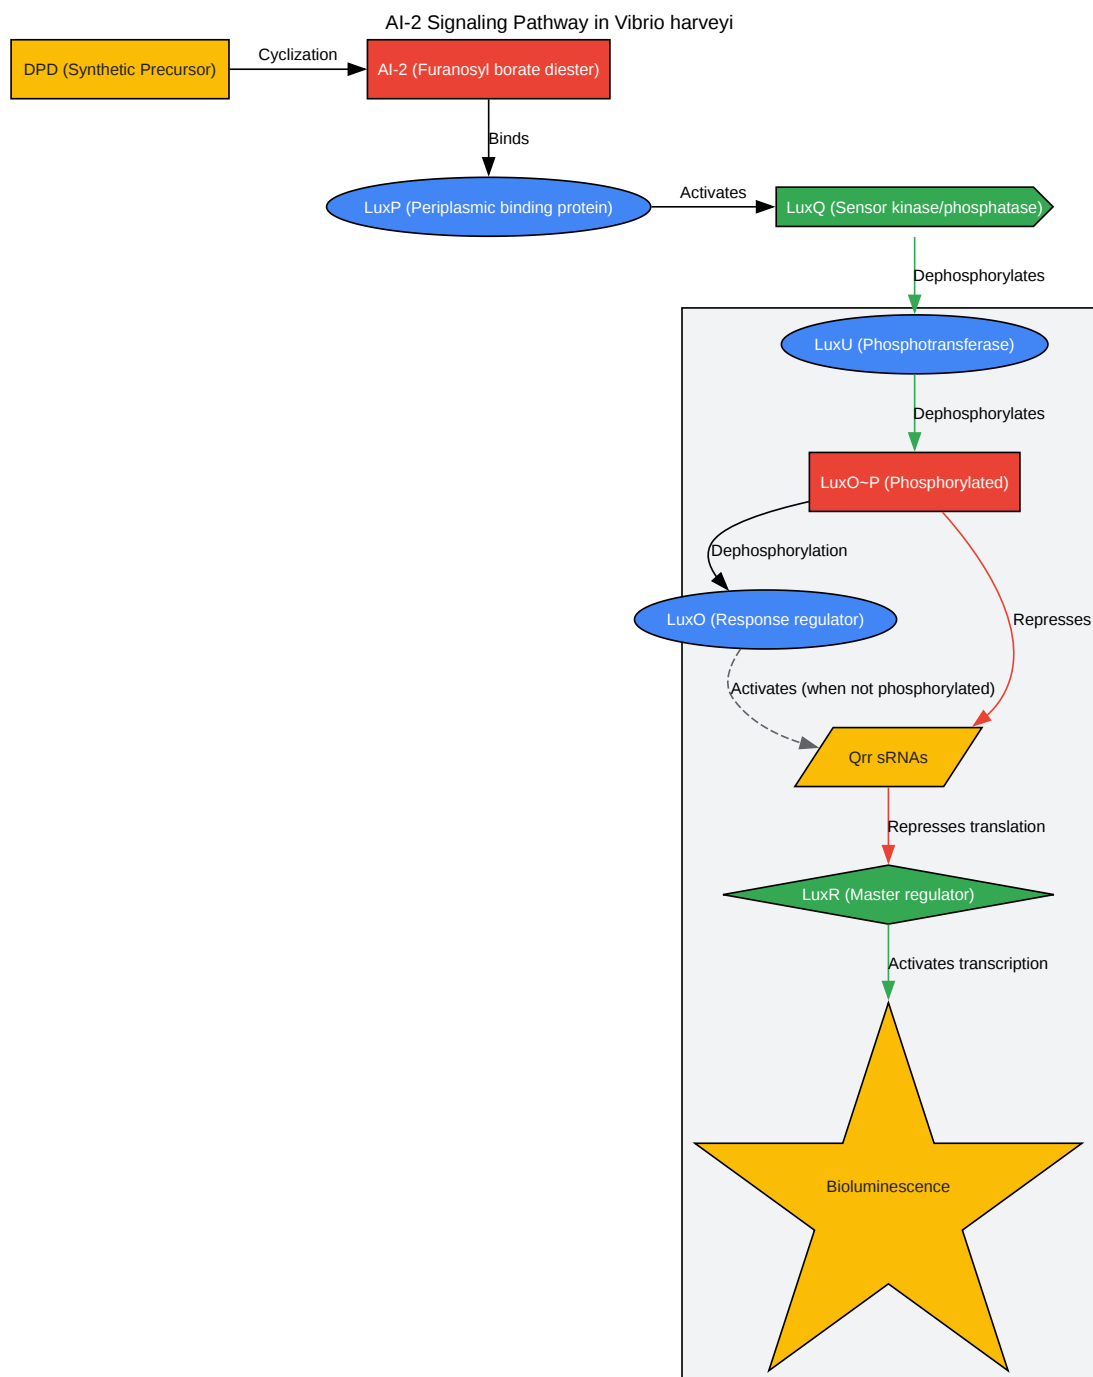 AI-2 Signaling Pathway in Vibrio harveyi
DPD (Synthetic Precursor)
Cyclization
AI-2 (Furanosyl borate diester)
Binds
LuxP (Periplasmic binding protein)
Activates
LuxQ (Sensor kinase/phosphatase)
Dephosphorylates
LuxU (Phosphotransferase)
Dephosphorylates
LuxO~P (Phosphorylated)
Dephosphorylation
LuxO (Response regulator)
Represses
Activates (when not phosphorylated)
Qrr sRNAs
Represses translation
LuxR (Master regulator)
Activates transcription
Bioluminescence